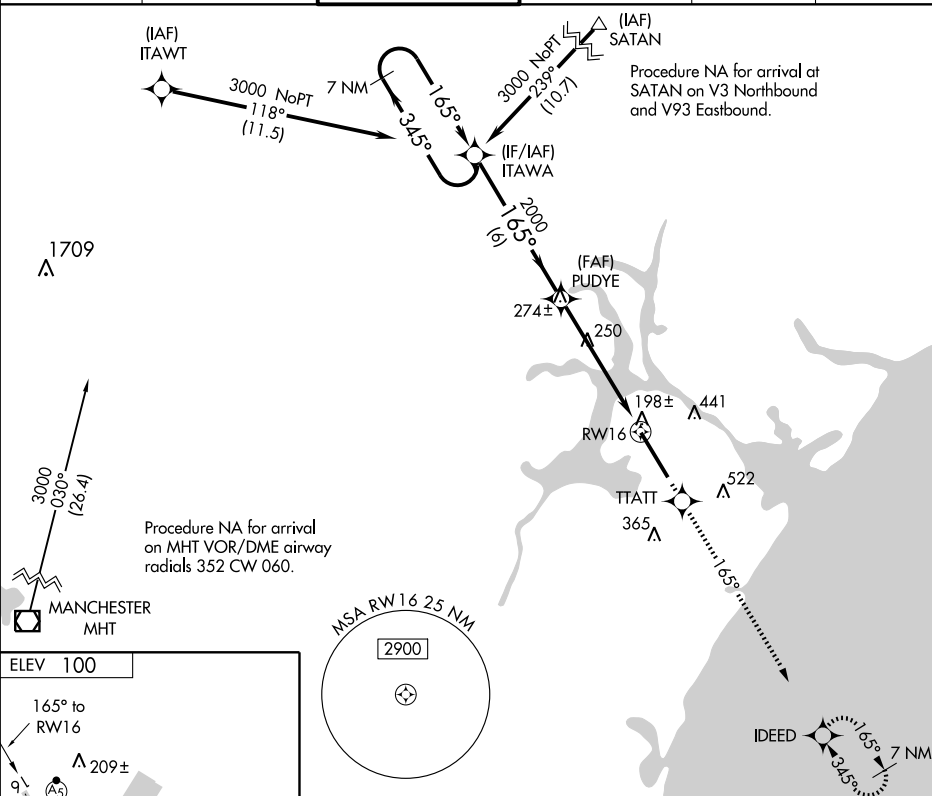 (IAF)
ITAWT
3000 NoPT
118°
(11.5)
7 NM
165°
345°
(IAF)
SATAN
3000 NoPT
239°
(10.7)
Procedure NA for arrival at
SATAN on V3 Northbound
and V93 Eastbound.
(IF/IAF)
ITAWA
2000
165°
(6)
1709
(FAF)
PUDYE
274±
250
198±
441
RW16
TTATT
522
365
165°
3000
030°
(26.4)
Procedure NA for arrival
on MHT VOR/DME airway
radials 352 CW 060.
MANCHESTER
MHT
MSA RW16 25 NM
2900
IDEED
165°
345°
7 NM
ELEV 100
165° to
RW16
209±
A5